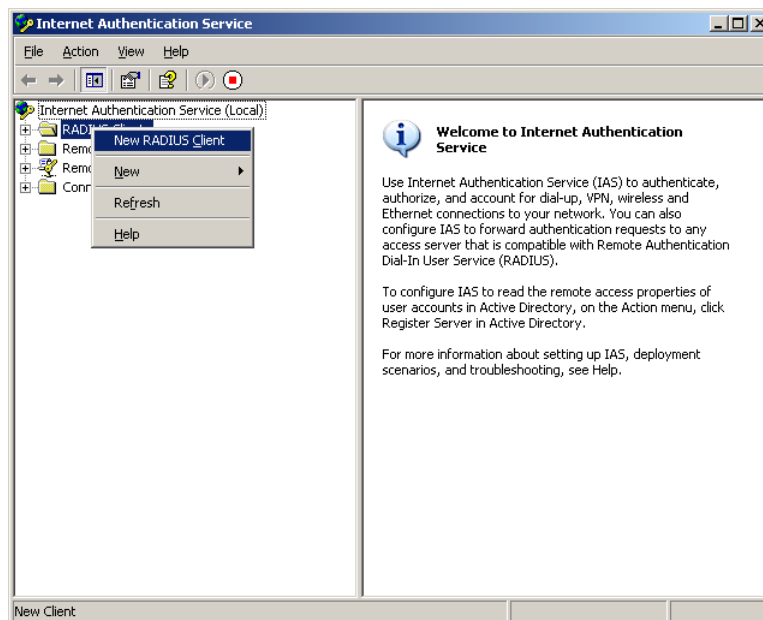 Internet Authentication Service
File Action View Help
Internet Authentication Service (Local)
RADIUS
New RADIUS Client
New
Refresh
Help
Welcome to Internet Authentication
Service
Use Internet Authentication Service (IAS) to authenticate,
authorize, and account for dial-up, VPN, wireless and
Ethernet connections to your network. You can also
configure IAS to forward authentication requests to any
access server that is compatible with Remote Authentication
Dial-In User Service (RADIUS).
To configure IAS to read the remote access properties of
user accounts in Active Directory, on the Action menu, click
Register Server in Active Directory.
For more information about setting up IAS, deployment
scenarios, and troubleshooting, see Help.
New Client